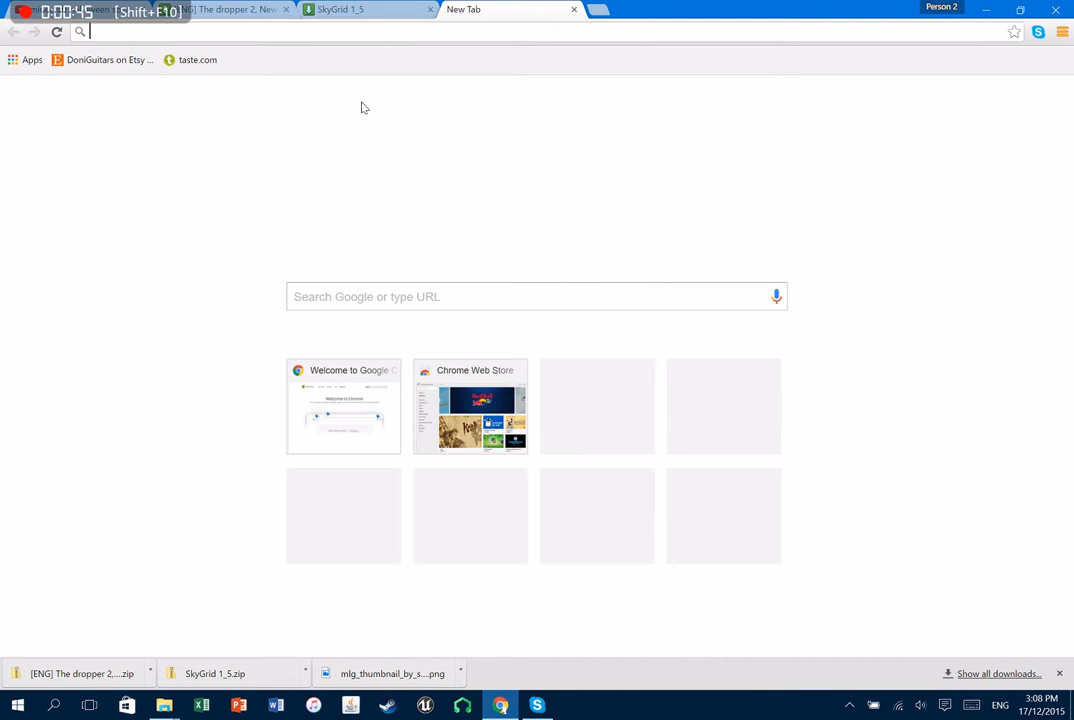 0:00:45 [Shift+F10]
The dropper 2, New
SkyGrid 1_5
New Tab
Person 2
Apps
DoniGuitars on Etsy ...
taste.com
Search Google or type URL
Welcome to Google C
Chrome Web Store
[ENG] The dropper 2,....zip
SkyGrid 1_5.zip
mlg_thumbnail_by_s....png
Show all downloads...
ENG
3:08 PM
17/12/2015